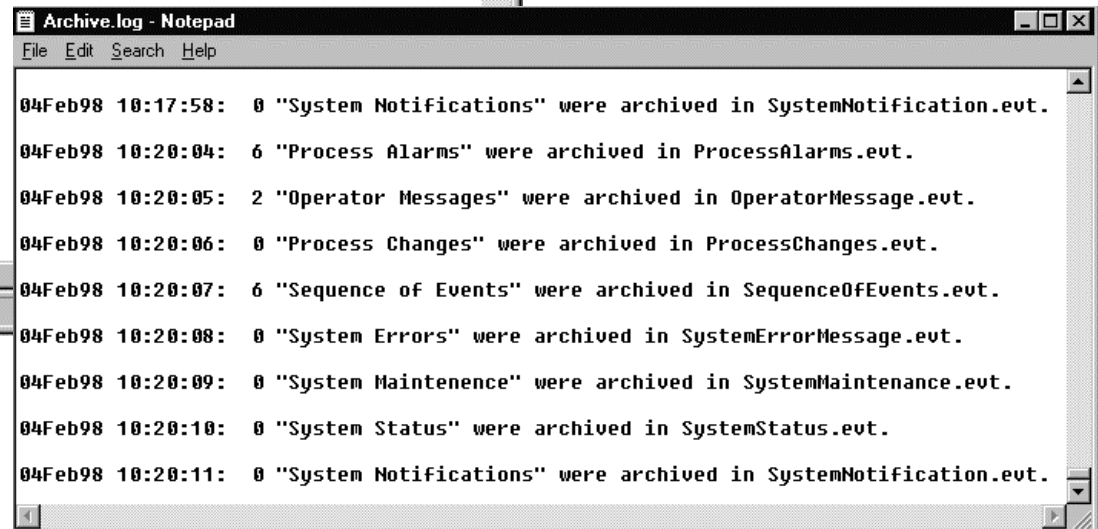 Archive.log - Notepad
File Edit Search Help
04Feb98 10:17:58:  0 "System Notifications" were archived in SystemNotification.evt.
04Feb98 10:20:04:  6 "Process Alarms" were archived in ProcessAlarms.evt.
04Feb98 10:20:05:  2 "Operator Messages" were archived in OperatorMessage.evt.
04Feb98 10:20:06:  0 "Process Changes" were archived in ProcessChanges.evt.
04Feb98 10:20:07:  6 "Sequence of Events" were archived in SequenceOfEvents.evt.
04Feb98 10:20:08:  0 "System Errors" were archived in SystemErrorMessage.evt.
04Feb98 10:20:09:  0 "System Maintenence" were archived in SystemMaintenance.evt.
04Feb98 10:20:10:  0 "System Status" were archived in SystemStatus.evt.
04Feb98 10:20:11:  0 "System Notifications" were archived in SystemNotification.evt.